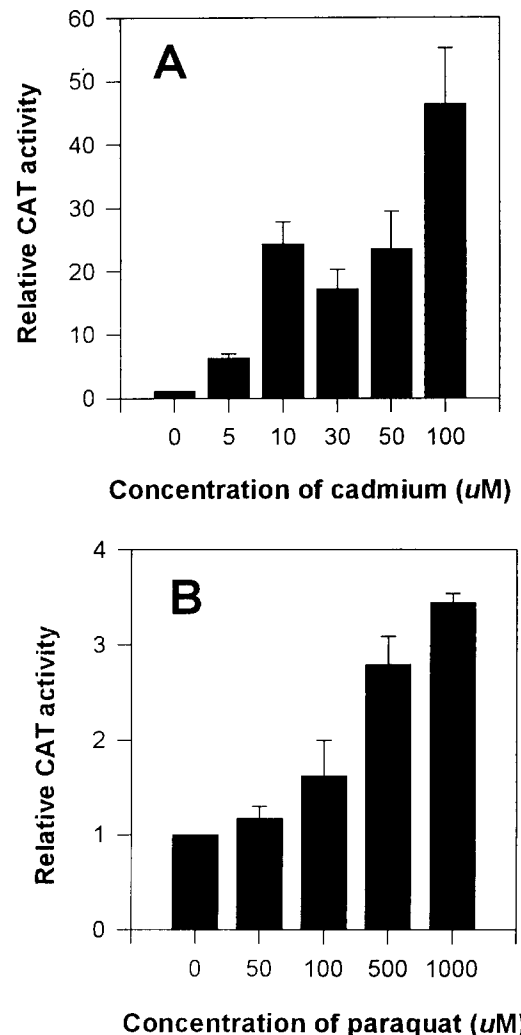 A
Relative CAT activity
60
50
40
30
20
10
0
0 5 10 30 50 100
Concentration of cadmium (uM)
B
Relative CAT activity
4
3
2
1
0
0 50 100 500 1000
Concentration of paraquat (uM)